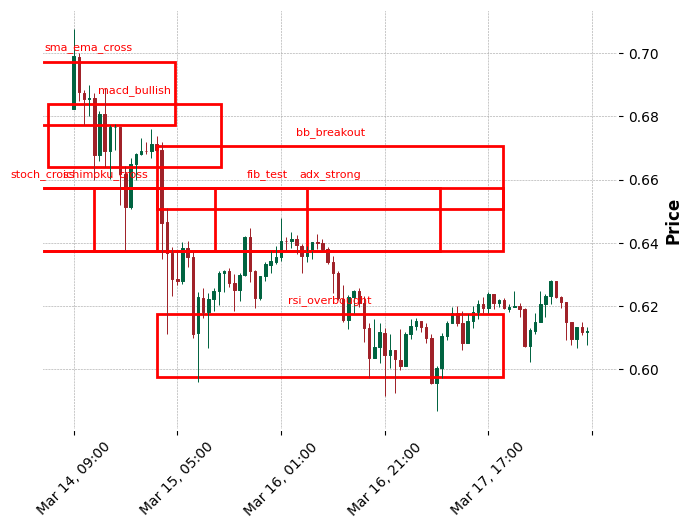 sma_ema_cross
0.70
macd_bullish
0.68
bb_breakout
stoch_cross
ichimoku_cross
fib_test
adx_strong
0.66
0.64
rsi_overbought
0.62
0.60
Price
Mar 14, 09:00
Mar 15, 05:00
Mar 16, 01:00
Mar 16, 21:00
Mar 17, 17:00